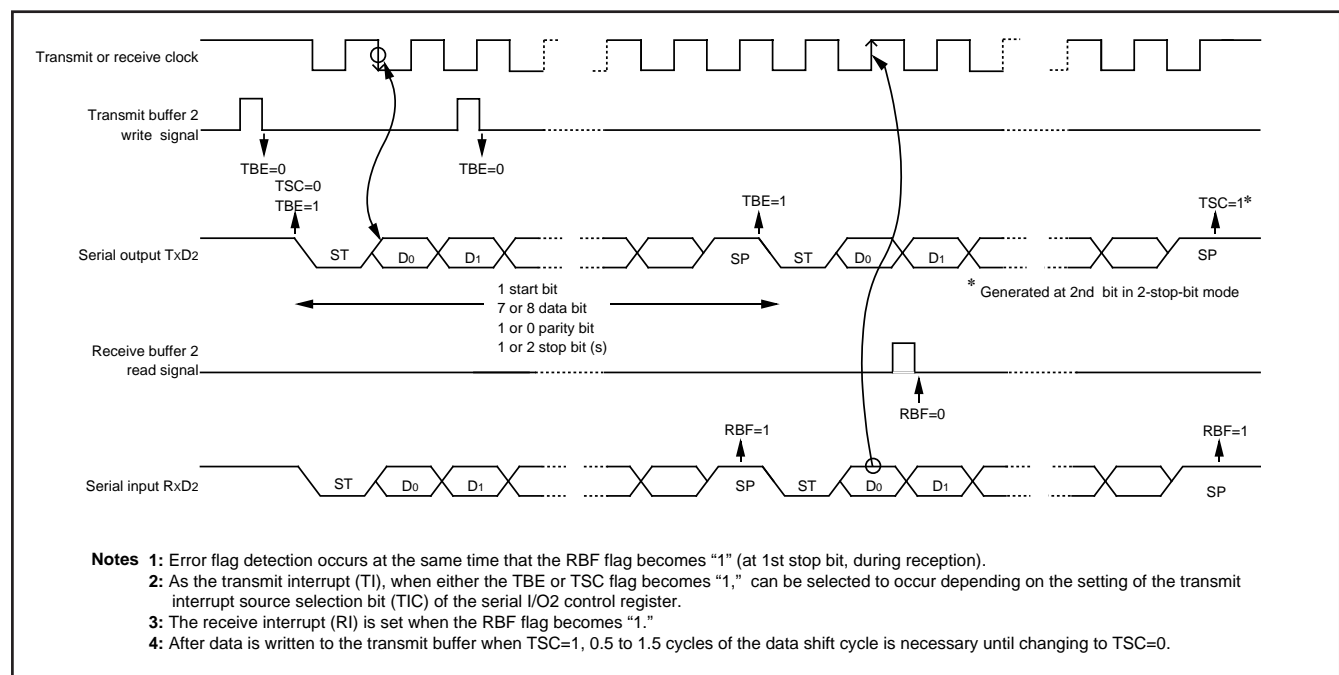 Transmit or receive clock
Transmit buffer 2
write signal
TBE=0
TBE=0
TSC=0
TBE=1
TBE=1
TSC=1*
Serial output TxD2
ST
D0
D1
SP
ST
D0
D1
SP
* Generated at 2nd bit in 2-stop-bit mode
1 start bit
7 or 8 data bit
1 or 0 parity bit
1 or 2 stop bit (s)
Receive buffer 2
read signal
RBF=0
RBF=1
RBF=1
Serial input RxD2
ST
D0
D1
SP
ST
D0
D1
SP
Notes 1: Error flag detection occurs at the same time that the RBF flag becomes “1” (at 1st stop bit, during reception).
2: As the transmit interrupt (TI), when either the TBE or TSC flag becomes “1,” can be selected to occur depending on the setting of the transmit
interrupt source selection bit (TIC) of the serial I/O2 control register.
3: The receive interrupt (RI) is set when the RBF flag becomes “1.”
4: After data is written to the transmit buffer when TSC=1, 0.5 to 1.5 cycles of the data shift cycle is necessary until changing to TSC=0.